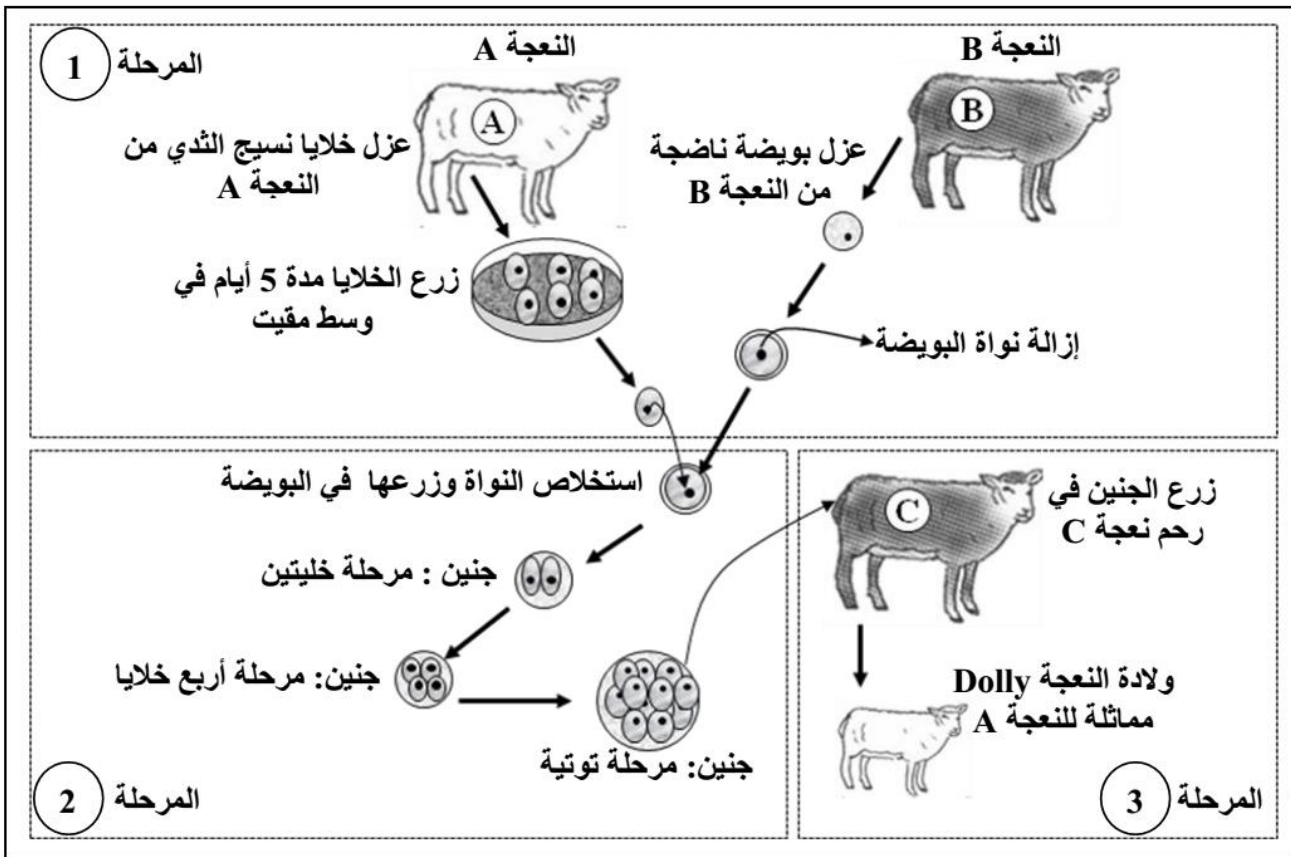 المرحلة 1
النعجة A
A
النعجة B
B
عزل خلايا نسيج الثدي من
النعجة A
عزل بويضة ناضجة
من النعجة B
زرع الخلايا مدة 5 أيام في
وسط مقيت
إزالة نواة البويضة
استخلاص النواة وزرعها في البويضة
جنين : مرحلة خليتين
جنين: مرحلة أربع خلايا
جنين: مرحلة توتية
المرحلة 2
زرع الجنين في
رحم نعجة C
C
ولادة النعجة Dolly
مماثلة للنعجة A
المرحلة 3